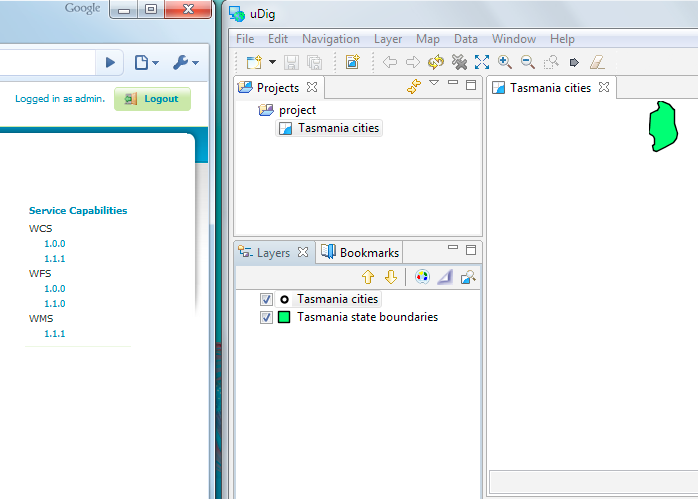 Google
Logged in as admin.
Logout
Service Capabilities
WCS
1.0.0
1.1.1
WFS
1.0.0
1.1.0
WMS
1.1.1
uDig
File Edit Navigation Layer Map Data Window Help
Projects
project
Tasmania cities
Tasmania cities
Layers Bookmarks
Tasmania cities
Tasmania state boundaries